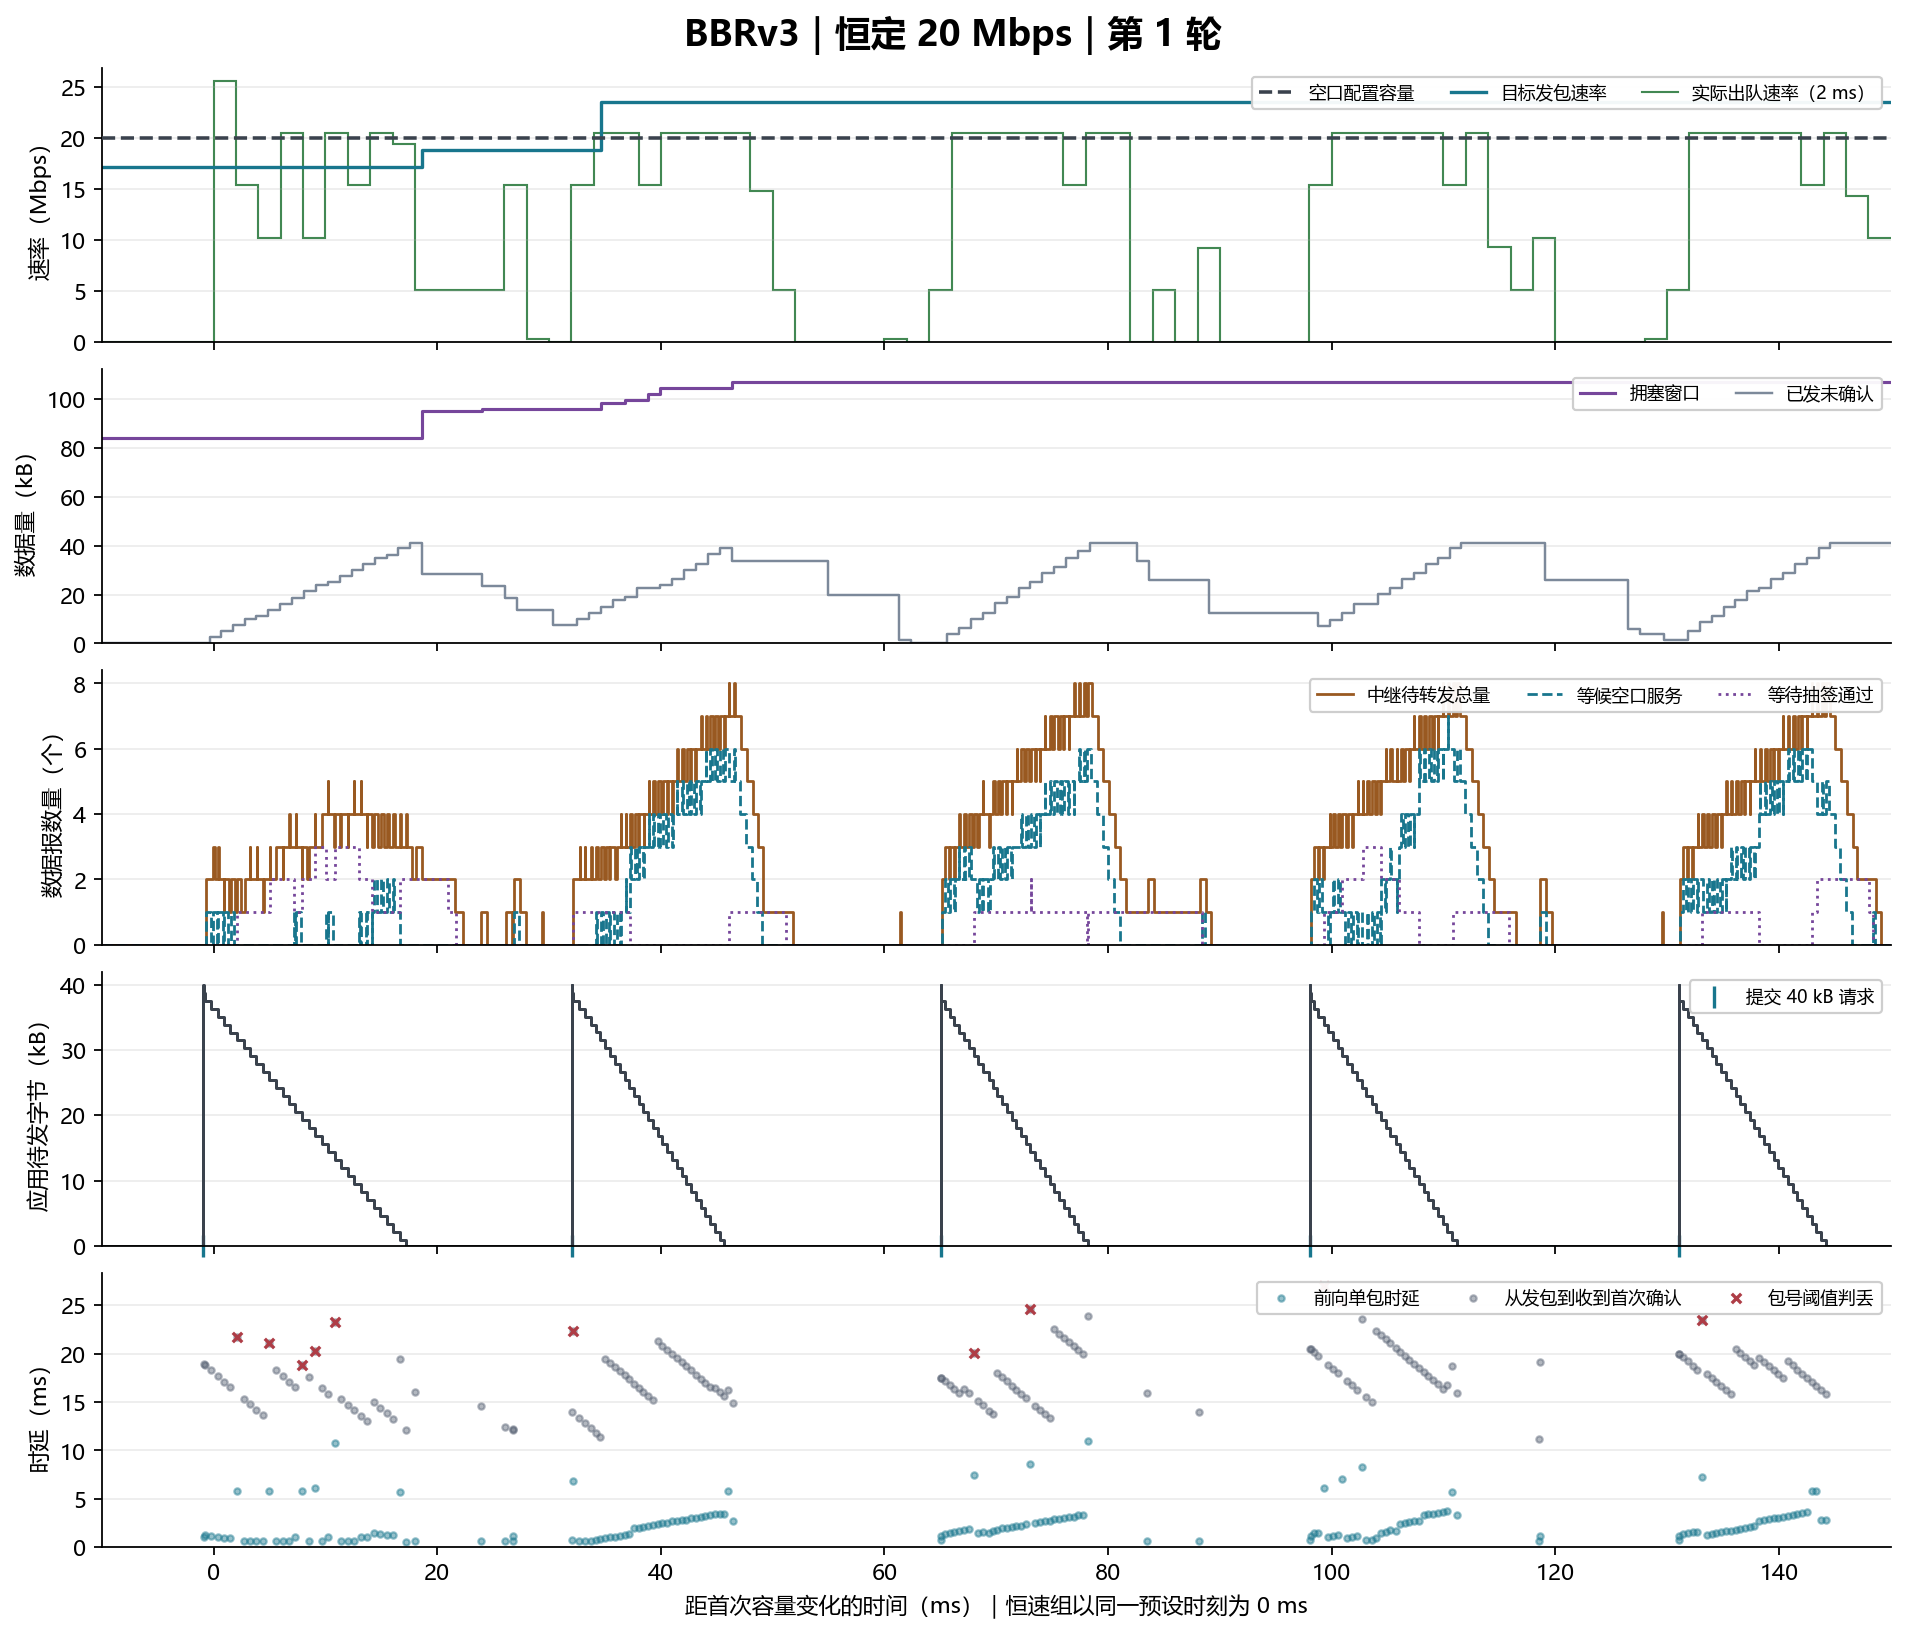 BBRv3｜恒定 20 Mbps｜第 1 轮
速率（Mbps）
25
20
15
10
5
0
空口配置容量
目标发包速率
实际出队速率（2 ms）
数据量（kB）
100
80
60
40
20
0
拥塞窗口
已发未确认
数据报数量（个）
8
6
4
2
0
中继待转发总量
等候空口服务
等待抽签通过
应用待发字节（kB）
40
30
20
10
0
提交 40 kB 请求
时延（ms）
25
20
15
10
5
0
前向单包时延
从发包到收到首次确认
包号阈值判丢
0
20
40
60
80
100
120
140
距首次容量变化的时间（ms）｜恒速组以同一预设时刻为 0 ms